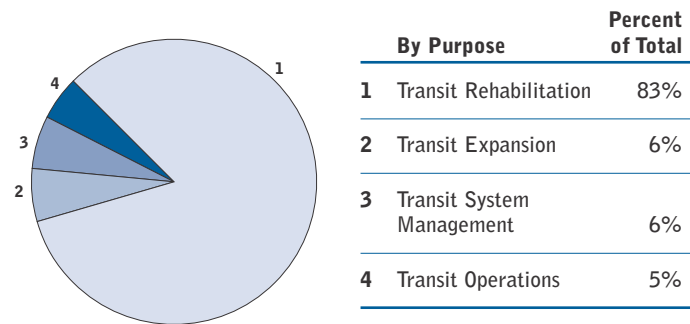 1
4
3
2
Percent
By Purpose of Total
1 Transit Rehabilitation 83%
2 Transit Expansion 6%
3 Transit System
Management 6%
4 Transit Operations 5%